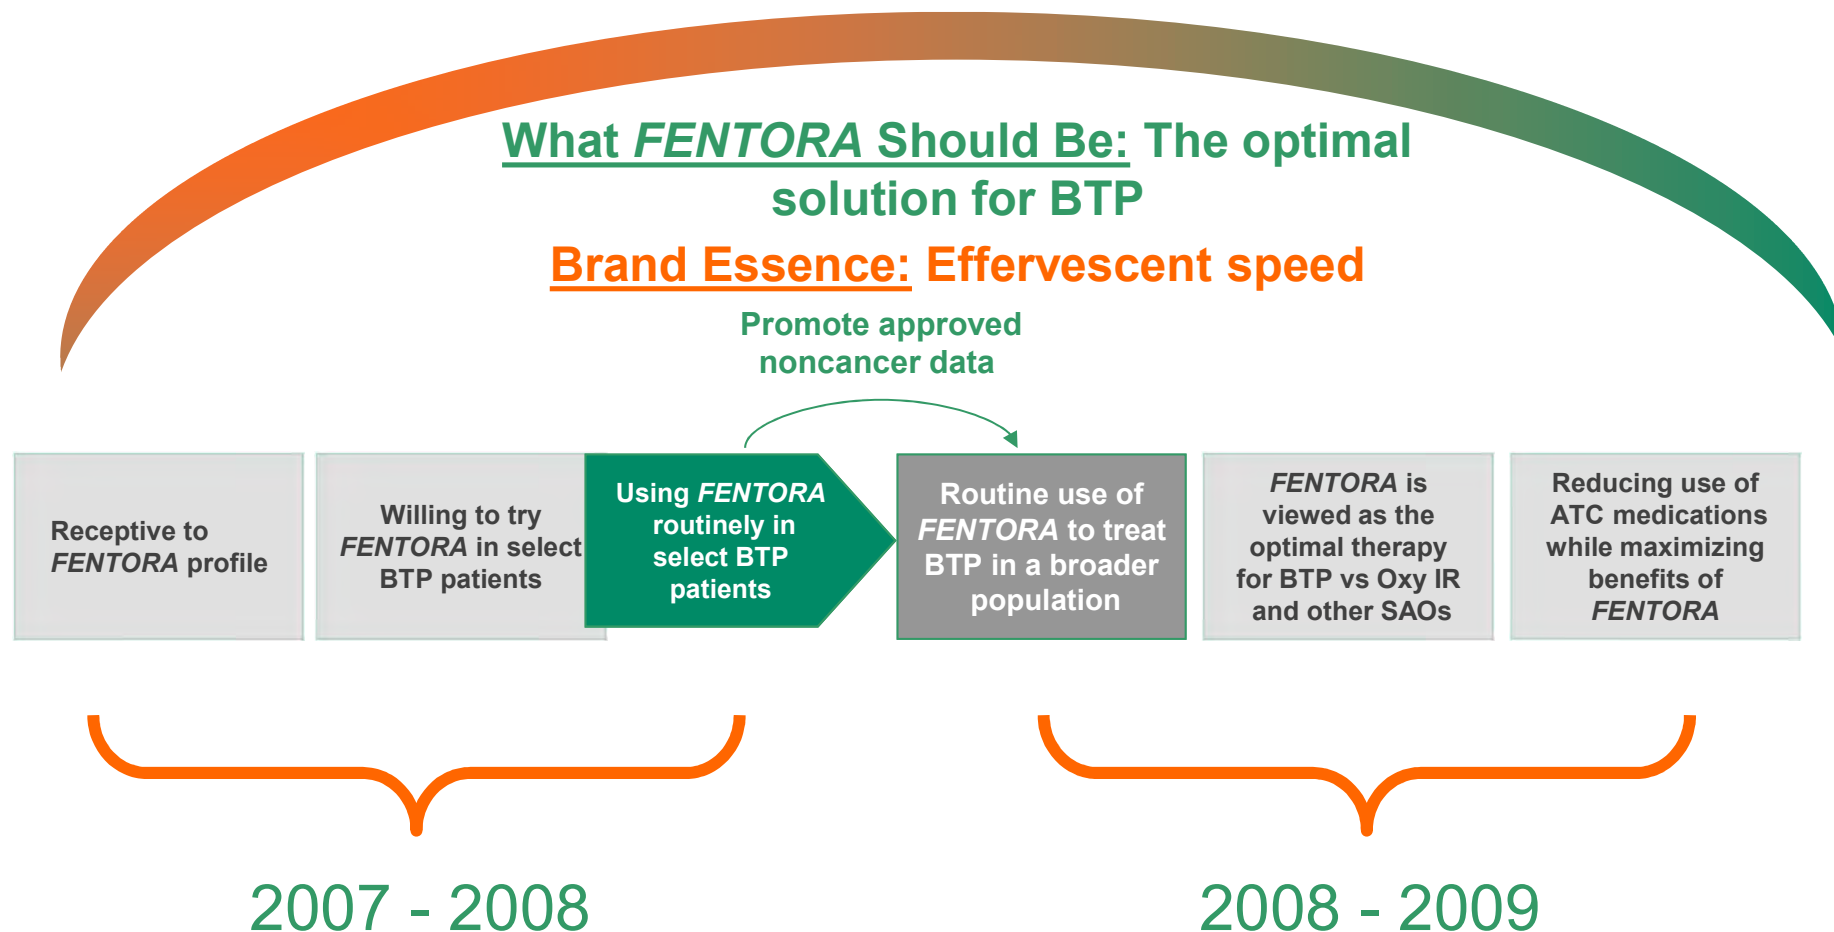 What FENTORA Should Be: The optimal
solution for BTP
Brand Essence: Effervescent speed
Promote approved
noncancer data
Receptive to
FENTORA profile
Willing to try
FENTORA in select
BTP patients
Using FENTORA
routinely in
select BTP
patients
Routine use of
FENTORA to treat
BTP in a broader
population
FENTORA is
viewed as the
optimal therapy
for BTP vs Oxy IR
and other SAOs
Reducing use of
ATC medications
while maximizing
benefits of
FENTORA
2007 - 2008
2008 - 2009